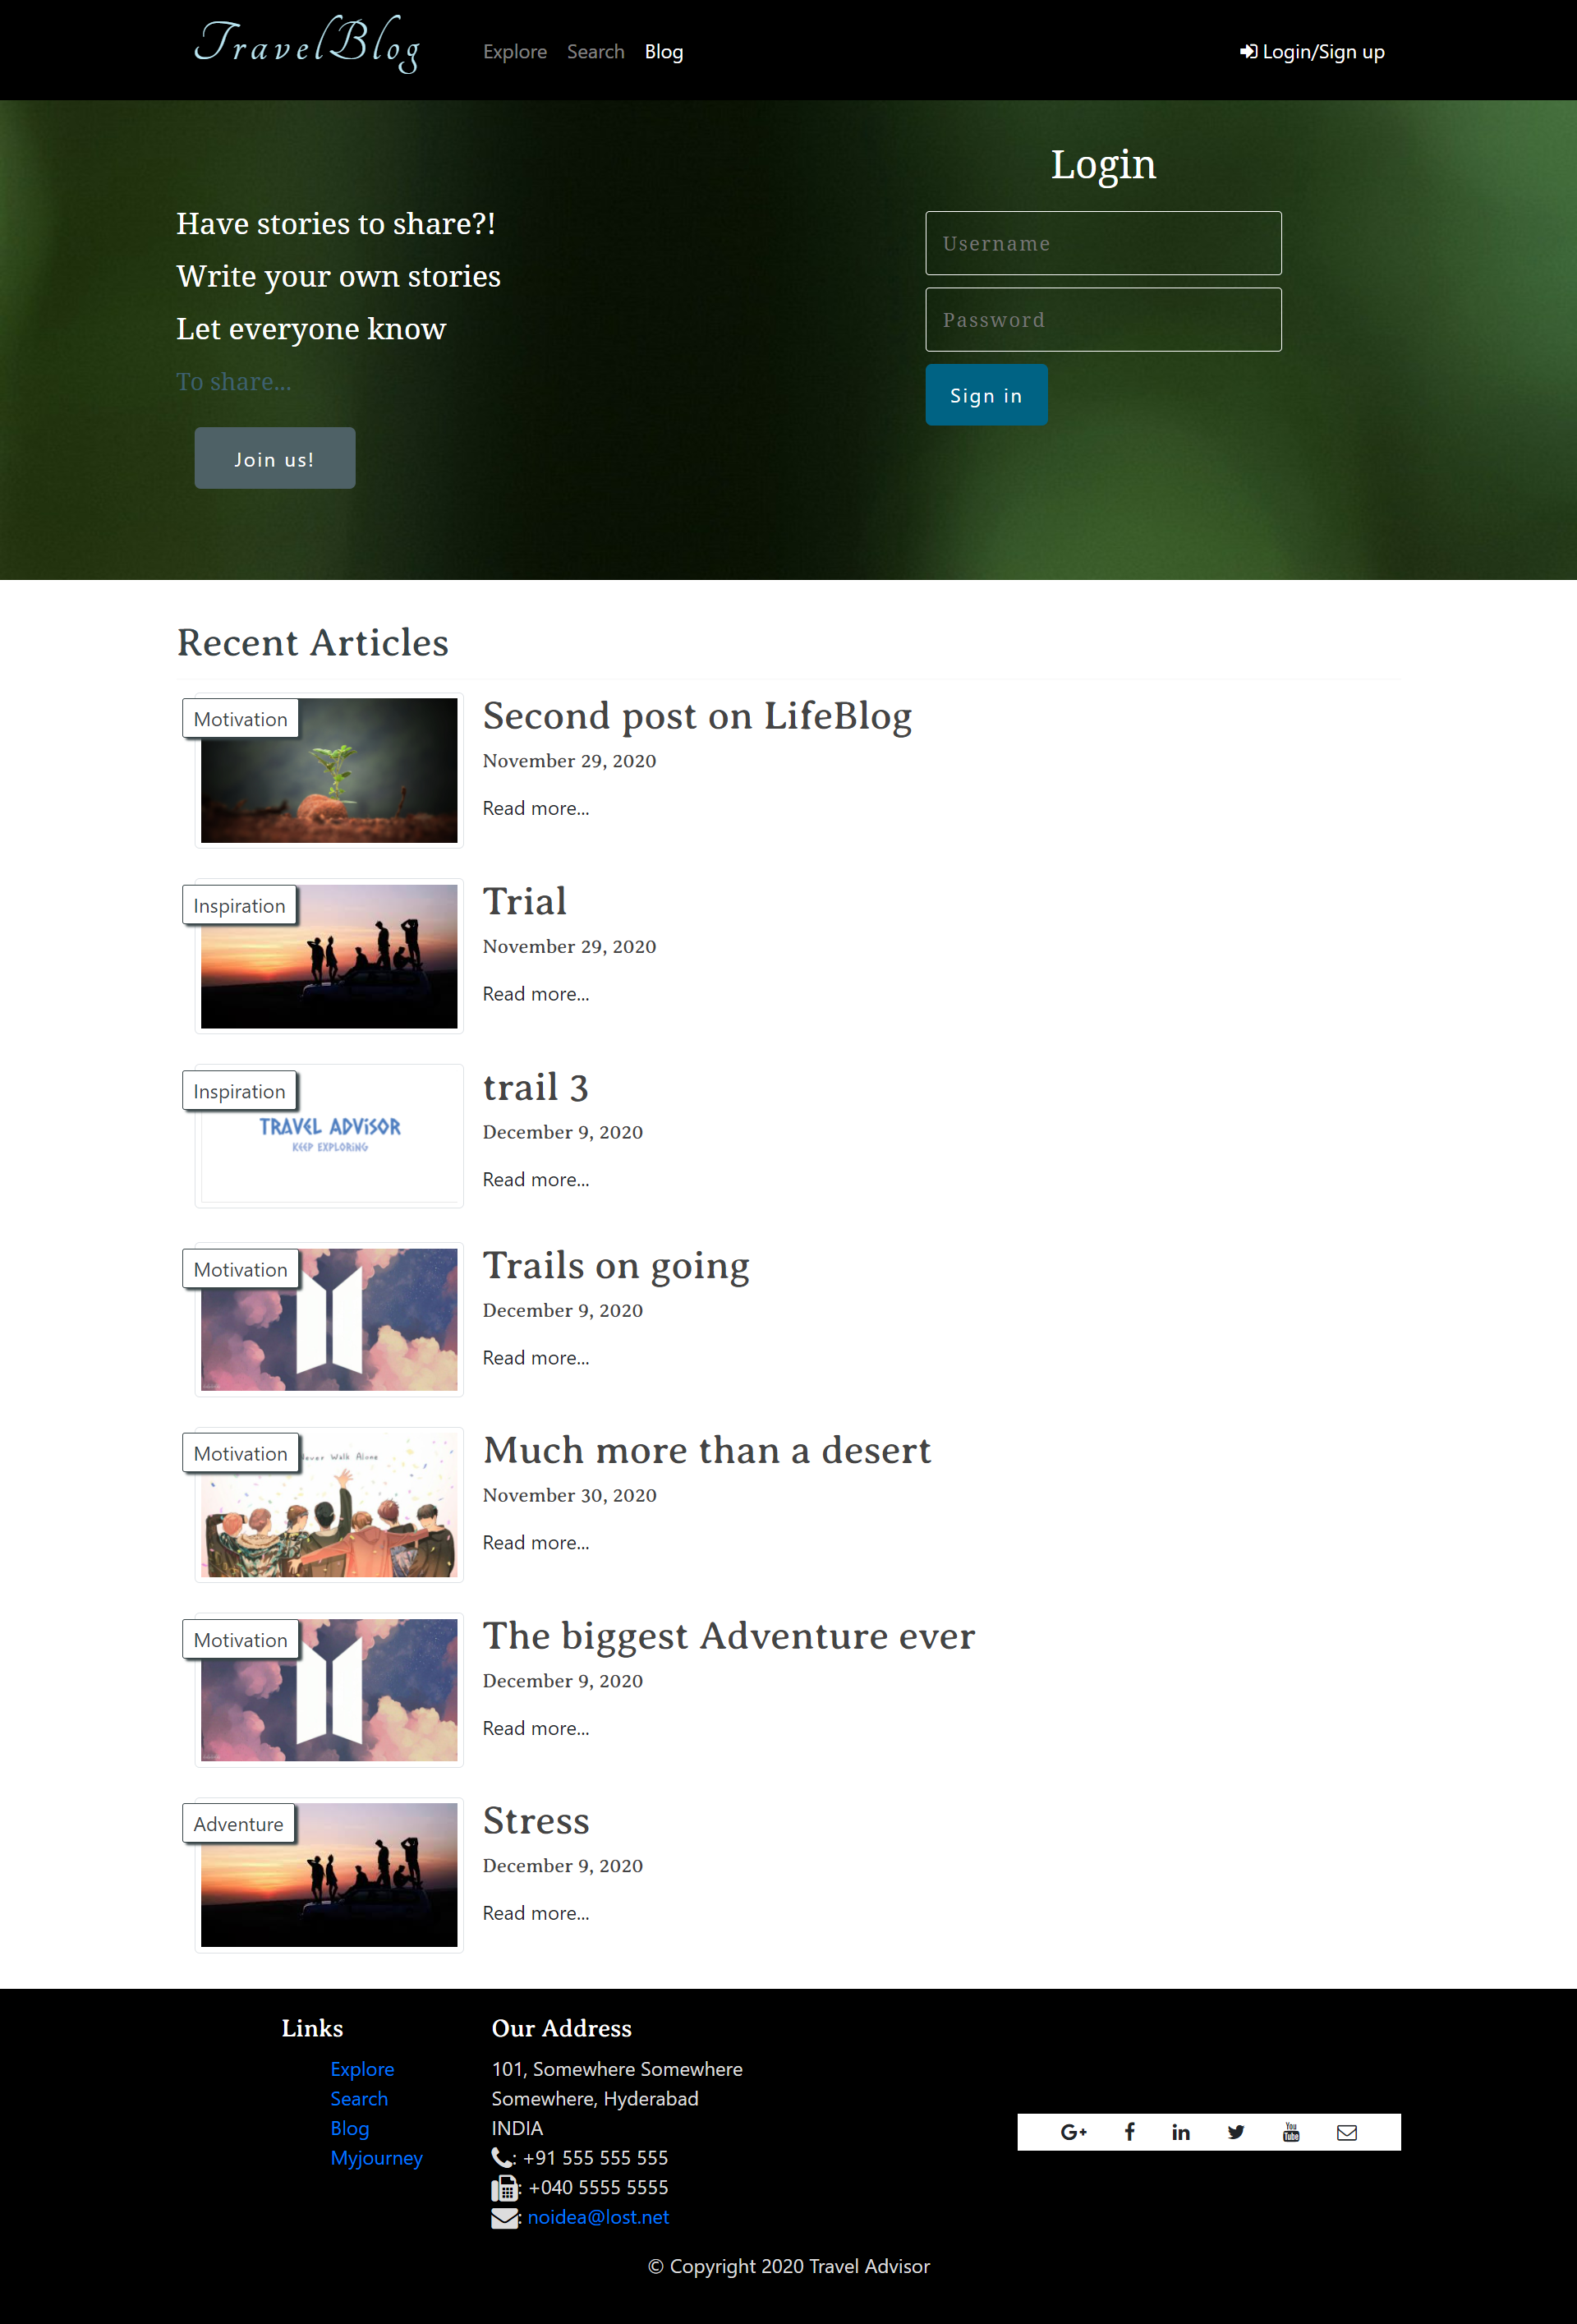 TravelBlog
Explore Search Blog
Login/Sign up
Have stories to share?!
Write your own stories
Let everyone know
To share...
Join us!
Login
Username
Password
Sign in
Recent Articles
Motivation
Second post on LifeBlog
November 29, 2020
Read more...
Inspiration
Trial
November 29, 2020
Read more...
Inspiration
TRAVEL ADViSOR
KEEP EXPLORiNG
trail 3
December 9, 2020
Read more...
Motivation
Trails on going
December 9, 2020
Read more...
Motivation
Walk Alone
Much more than a desert
November 30, 2020
Read more...
Motivation
The biggest Adventure ever
December 9, 2020
Read more...
Adventure
Stress
December 9, 2020
Read more...
Links
Explore
Search
Blog
Myjourney
Our Address
101, Somewhere Somewhere
Somewhere, Hyderabad
INDIA
: +91 555 555 555
: +040 5555 5555
: noidea@lost.net
G+ f in You Tube
© Copyright 2020 Travel Advisor